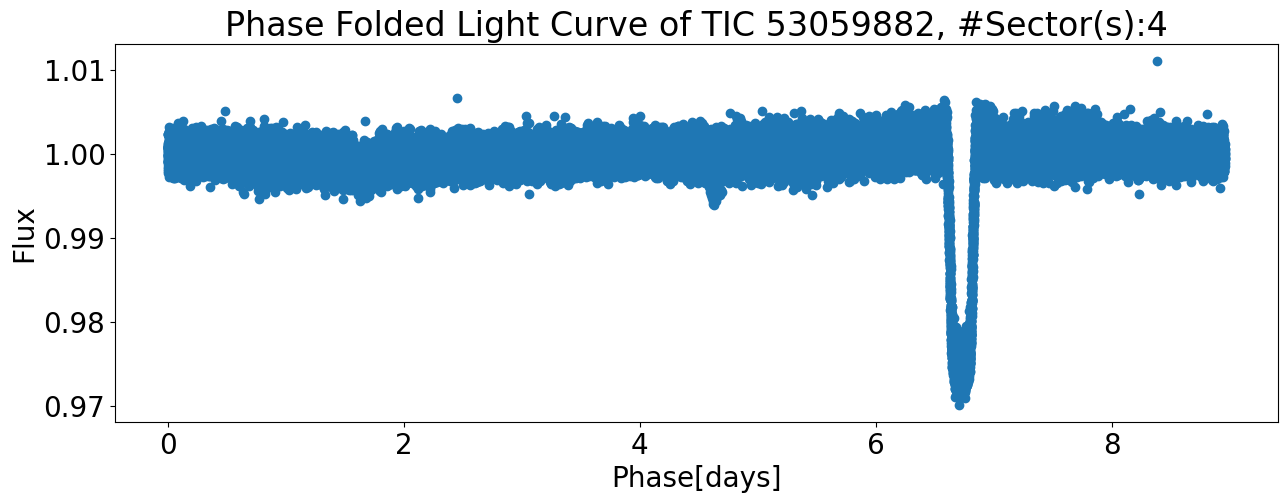 Phase Folded Light Curve of TIC 53059882, #Sector(s):4
1.01
1.00
0.99
0.98
0.97
Flux
0 2 4 6 8
Phase[days]